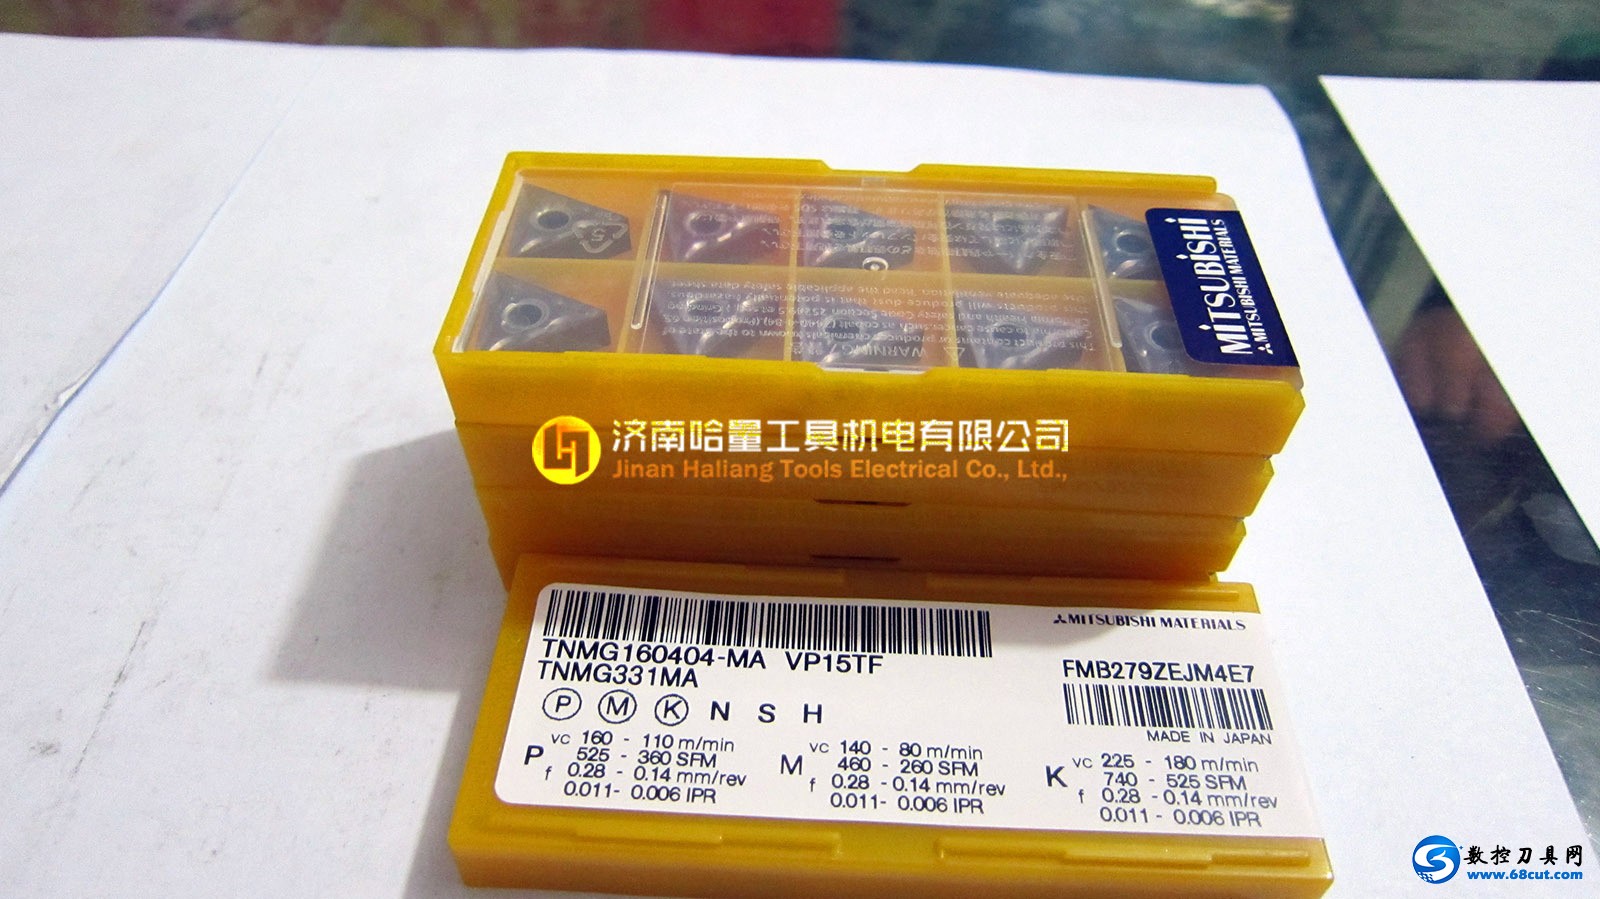 MITSUBISHI
MITSUBISHI MATERIALS
WARNING
济南哈量工具机电有限公司
Jinan Haliang Tools Electrical Co., Ltd.,
MITSUBISHI MATERIALS
TNMG160404-MA VP15TF
TNMG331MA
FMB279ZEJM4E7
MADE IN JAPAN
P M K N S H
P vc 160 - 110 m/min
525 - 360 SFM
f 0.28 - 0.14 mm/rev
0.011- 0.006 IPR
M vc 140 - 80 m/min
460 - 260 SFM
f 0.28 - 0.14 mm/rev
0.011- 0.006 IPR
K vc 225 - 180 m/min
740 - 525 SFM
f 0.28 - 0.14 mm/rev
0.011 - 0.006 IPR
数控刀具网
www.68cut.com